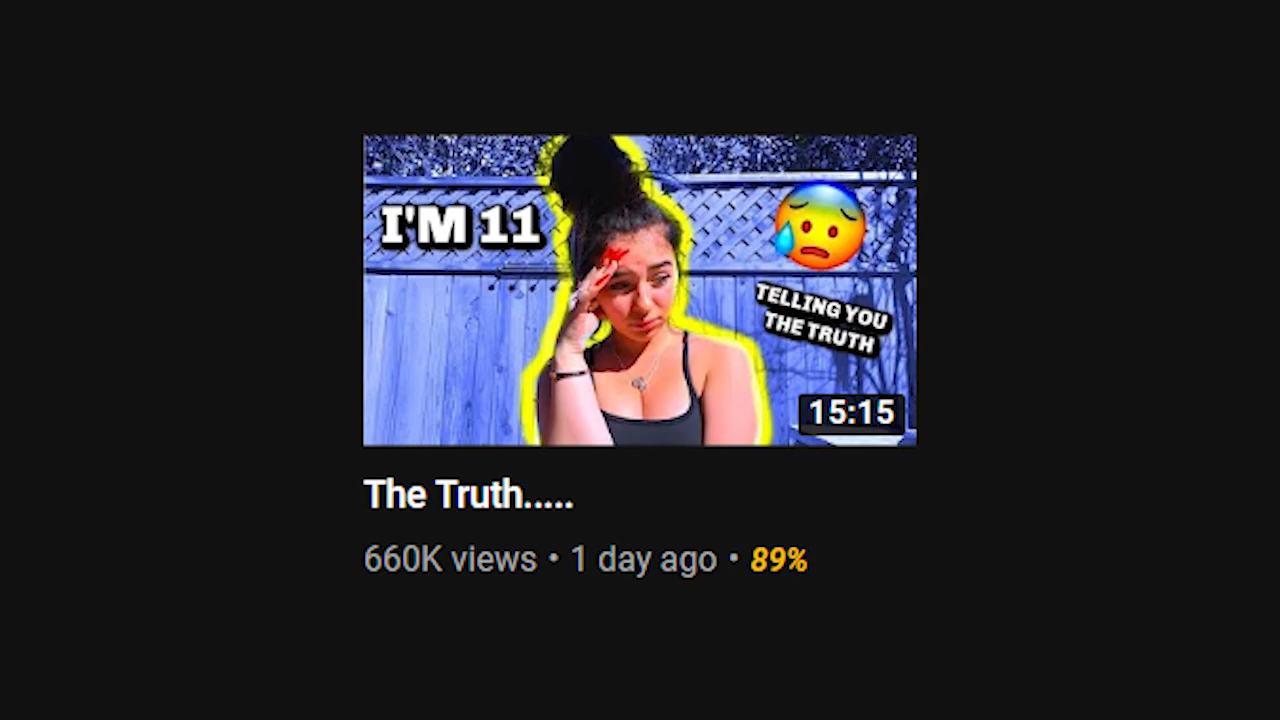 I'M 11
TELLING YOU
THE TRUTH
15:15
The Truth.....
660K views • 1 day ago • 89%